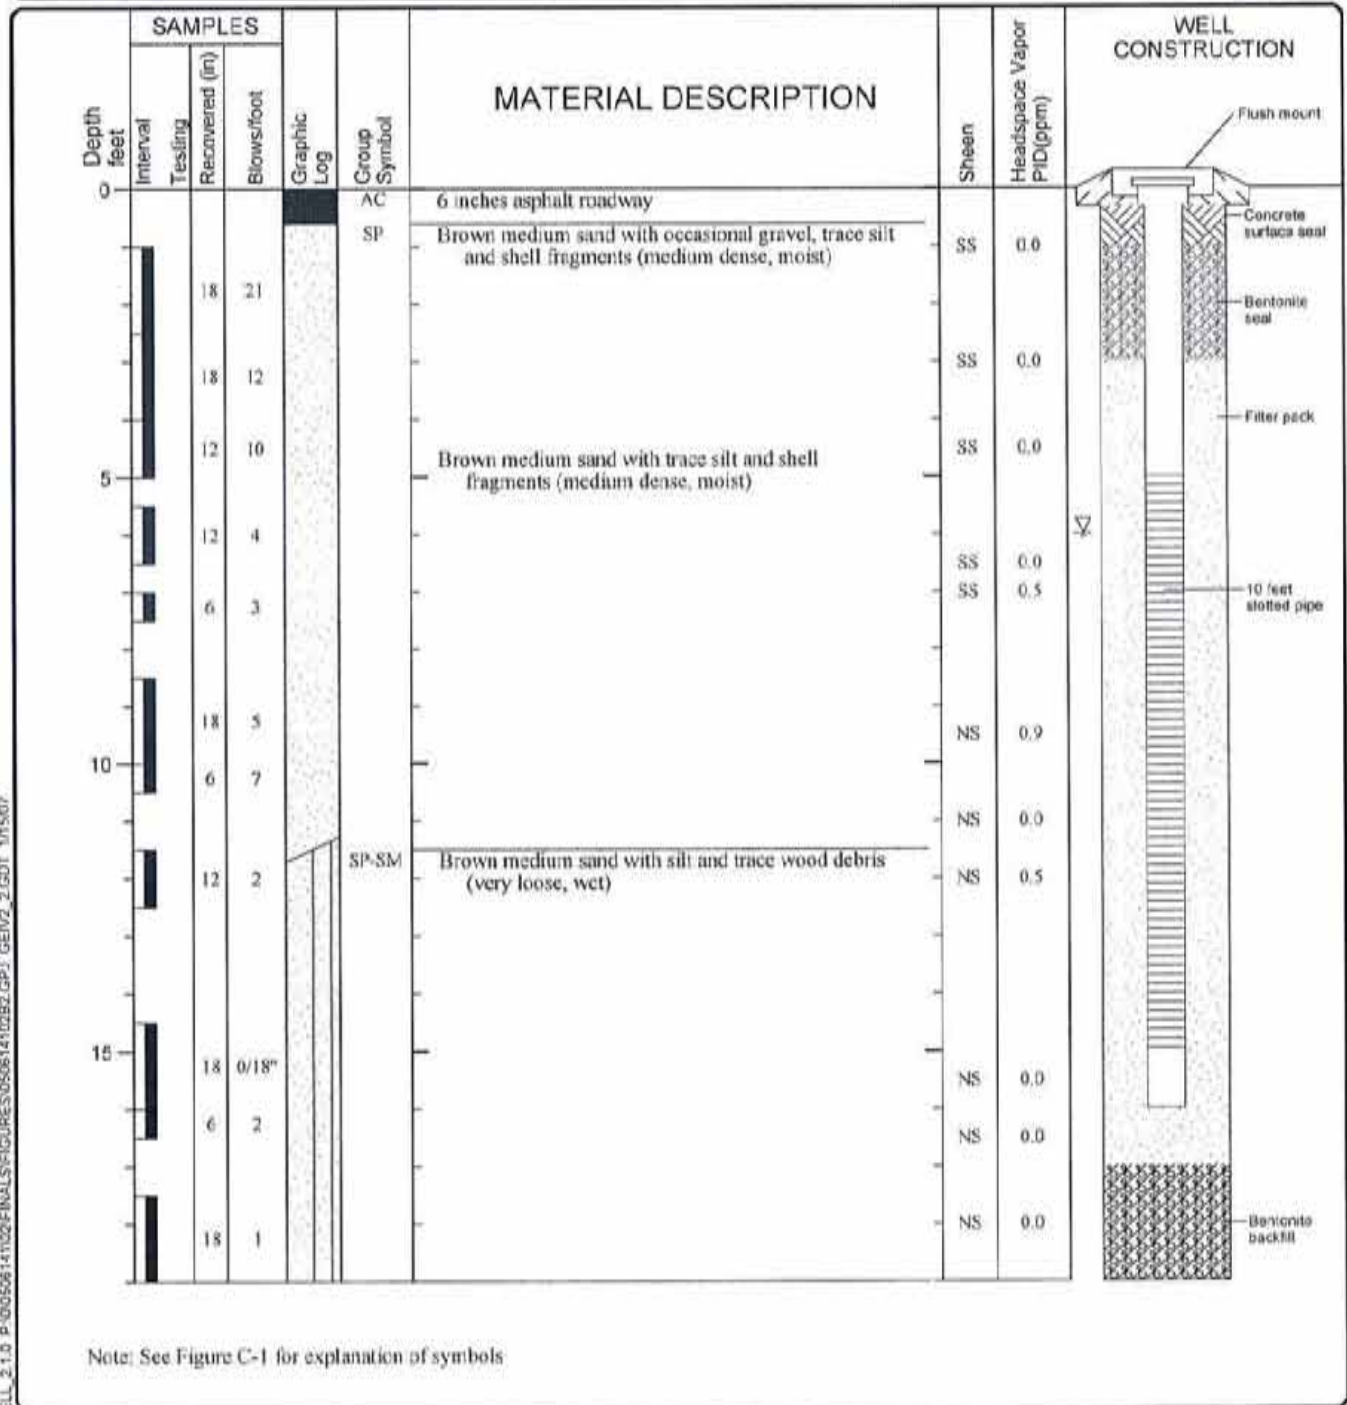 SAMPLES
Depth
feet
Interval
Testing
Recovered (in)
Blows/foot
Graphic
Log
Group
Symbol
MATERIAL DESCRIPTION
Sheen
Headspace Vapor
PID(ppm)
WELL
CONSTRUCTION
Flush mount
0
AC 6 inches asphalt roadway
Concrete
surface seal
SP Brown medium sand with occasional gravel, trace silt SS 0.0
and shell fragments (medium dense, moist)
18 21
Bentonite
seal
SS 0.0
18 12
Filter pack
12 10 SS 0.0
Brown medium sand with trace silt and shell
5 fragments (medium dense, moist)
12 4
SS 0.0
SS 0.5
10 feet
slotted pipe
6 3
18 5
NS 0.9
10
6 7
NS 0.0
SP-SM Brown medium sand with silt and trace wood debris
(very loose, wet)
12 2 NS 0.5
15
18 0/18"
NS 0.0
6 2
NS 0.0
NS 0.0
Bentonite
backfill
18 1
Note: See Figure C-1 for explanation of symbols